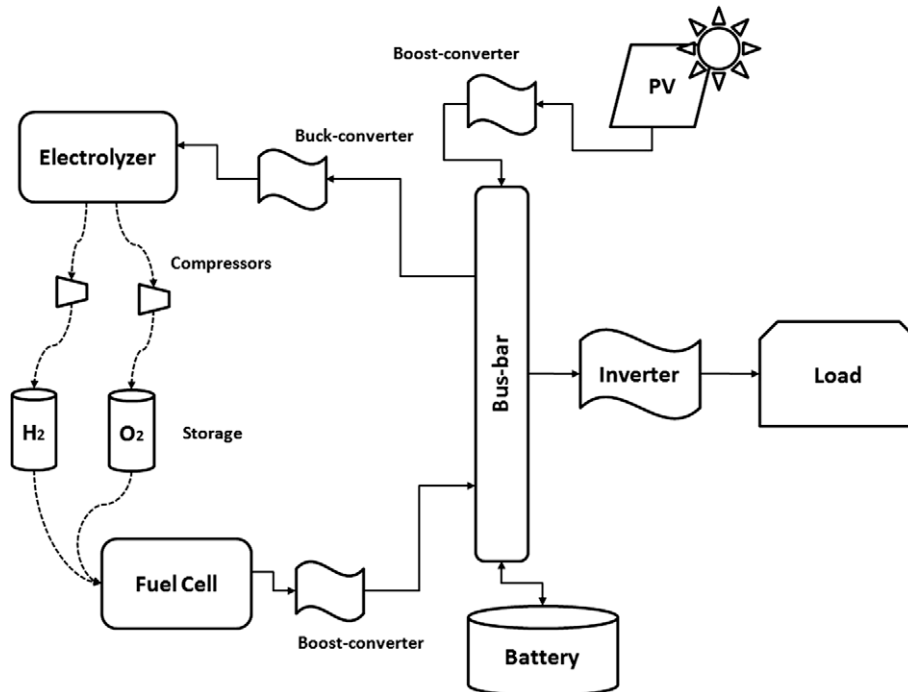 Boost-converter
PV
Buck-converter
Electrolyzer
Compressors
Bus-bar
Inverter
Load
H2
O2
Storage
Fuel Cell
Boost-converter
Battery